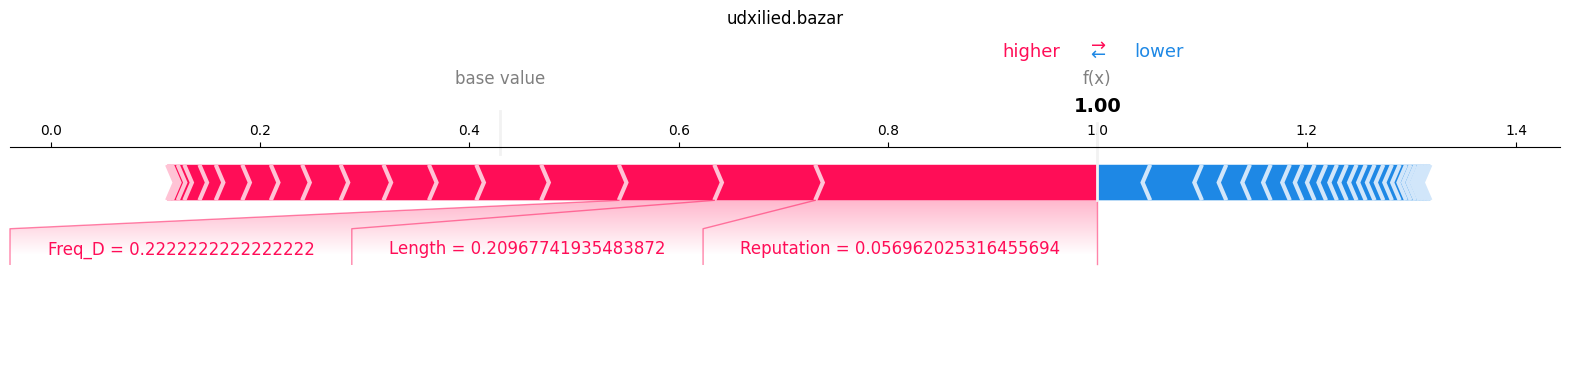 udxilied.bazar
higher → ← lower
base value f(x)
1.00
0.0 0.2 0.4 0.6 0.8 1.0 1.2 1.4
Freq_D = 0.2222222222222222 Length = 0.20967741935483872 Reputation = 0.056962025316455694